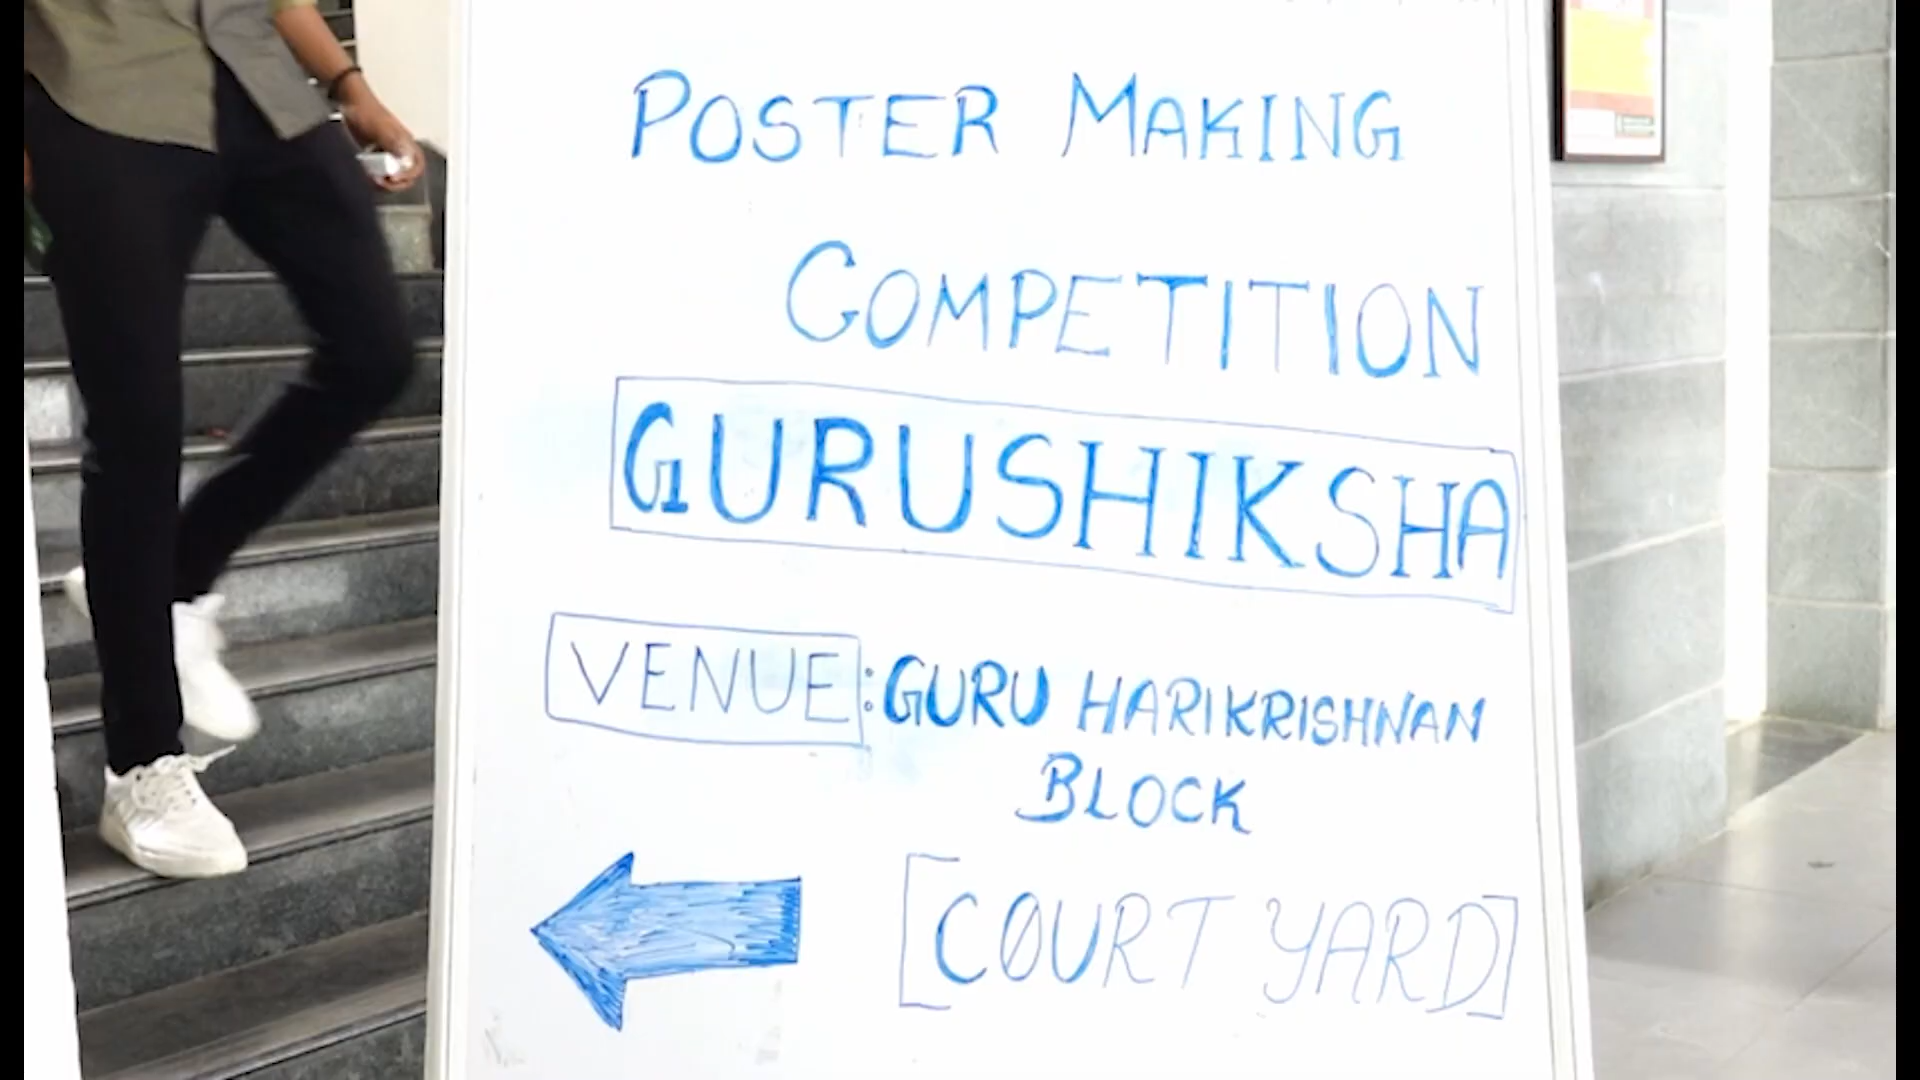 POSTER MAKING
COMPETITION
GURUSHIKSHA
VENUE: GURU HARIKRISHNAN
BLOCK
[COURT YARD]